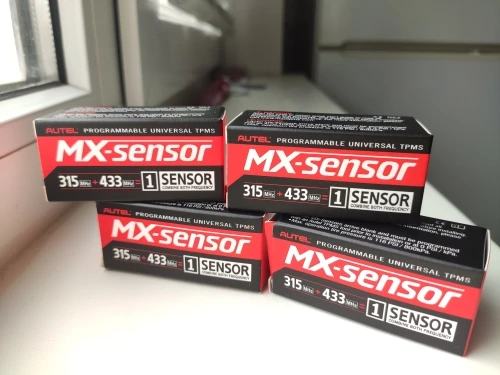 AUTEL PROGRAMMABLE UNIVERSAL TPMS
MX-sensor
315 MHz + 433 MHz = 1 SENSOR
COMBINE BOTH FREQUENCY
AUTEL PROGRAMMABLE UNIVERSAL TPMS
MX-sensor
315 MHz + 433 MHz = 1 SENSOR
COMBINE BOTH FREQUENCY
AUTEL PROGRAMMABLE UNIVERSAL TPMS
MX-sensor
315 MHz + 433 MHz = 1 SENSOR
COMBINE BOTH FREQUENCY
AUTEL PROGRAMMABLE UNIVERSAL TPMS
MX-sensor
315 MHz + 433 MHz = 1 SENSOR
COMBINE BOTH FREQUENCY